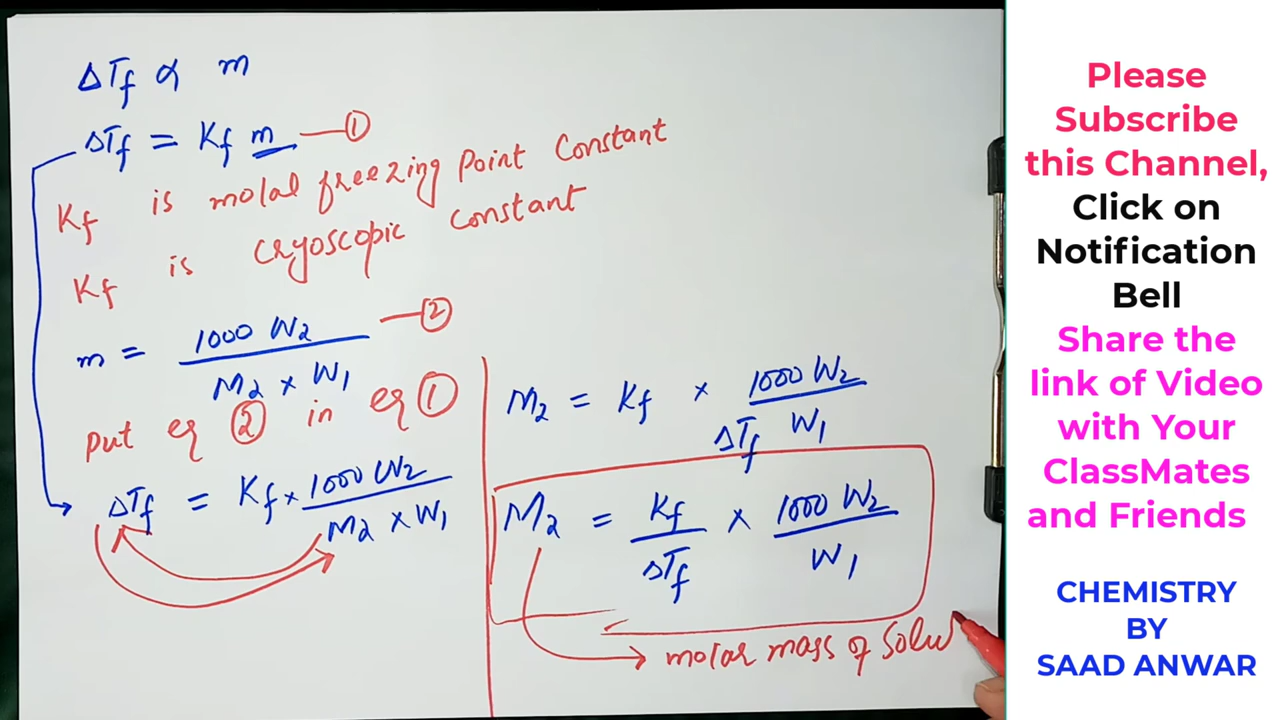 ΔTf ∝ m
ΔTf = Kf m —①
Kf is molal freezing point Constant
Kf is cryoscopic constant
m = 1000 W2 / M2 × W1 —②
put eq ② in eq ①
ΔTf = Kf × 1000 W2 / M2 × W1
M2 = Kf × 1000 W2 / ΔTf W1
M2 = Kf / ΔTf × 1000 W2 / W1
molar mass of Solu
Please
Subscribe
this Channel,
Click on
Notification
Bell
Share the
link of Video
with Your
ClassMates
and Friends
CHEMISTRY
BY
SAAD ANWAR